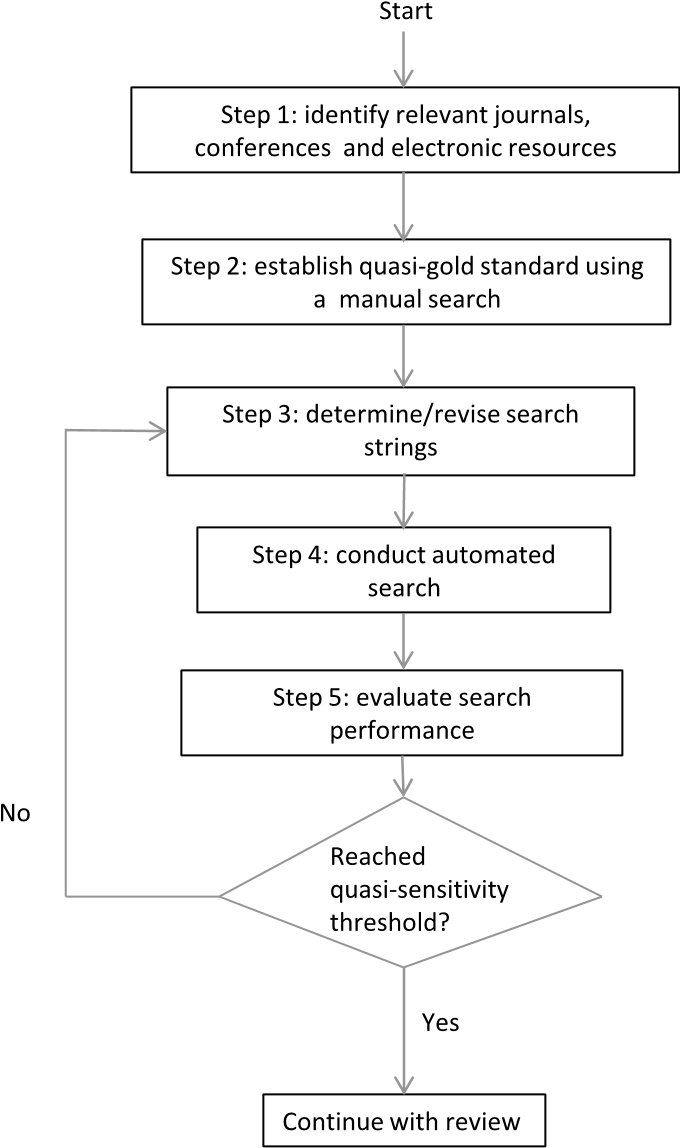 Start
Step 1: identify relevant journals,
conferences and electronic resources
Step 2: establish quasi-gold standard using
a manual search
Step 3: determine/revise search
strings
Step 4: conduct automated
search
Step 5: evaluate search
performance
No
Reached
quasi-sensitivity
threshold?
Yes
Continue with review